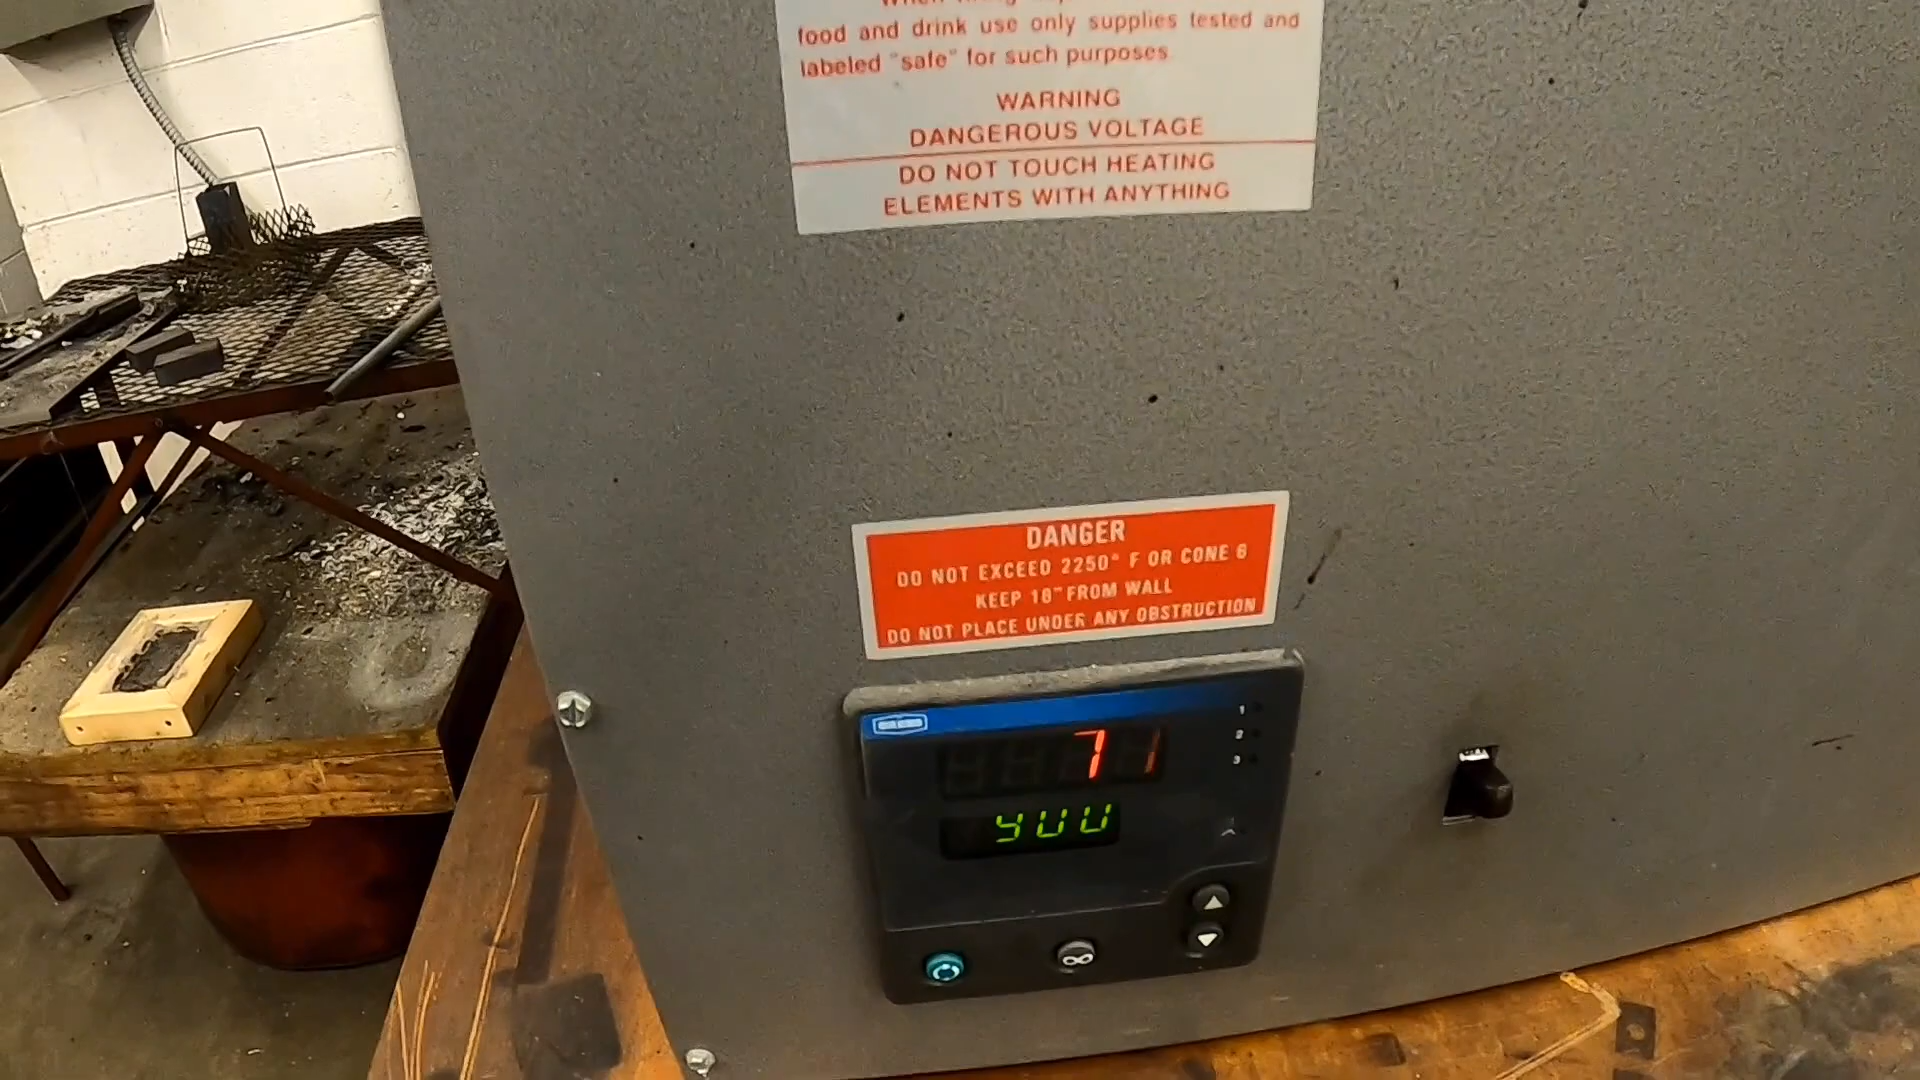 food and drink use only supplies tested and
labeled "safe" for such purposes
WARNING
DANGEROUS VOLTAGE
DO NOT TOUCH HEATING
ELEMENTS WITH ANYTHING
DANGER
DO NOT EXCEED 2250° F OR CONE 6
KEEP 18" FROM WALL
DO NOT PLACE UNDER ANY OBSTRUCTION
1
2
3
71